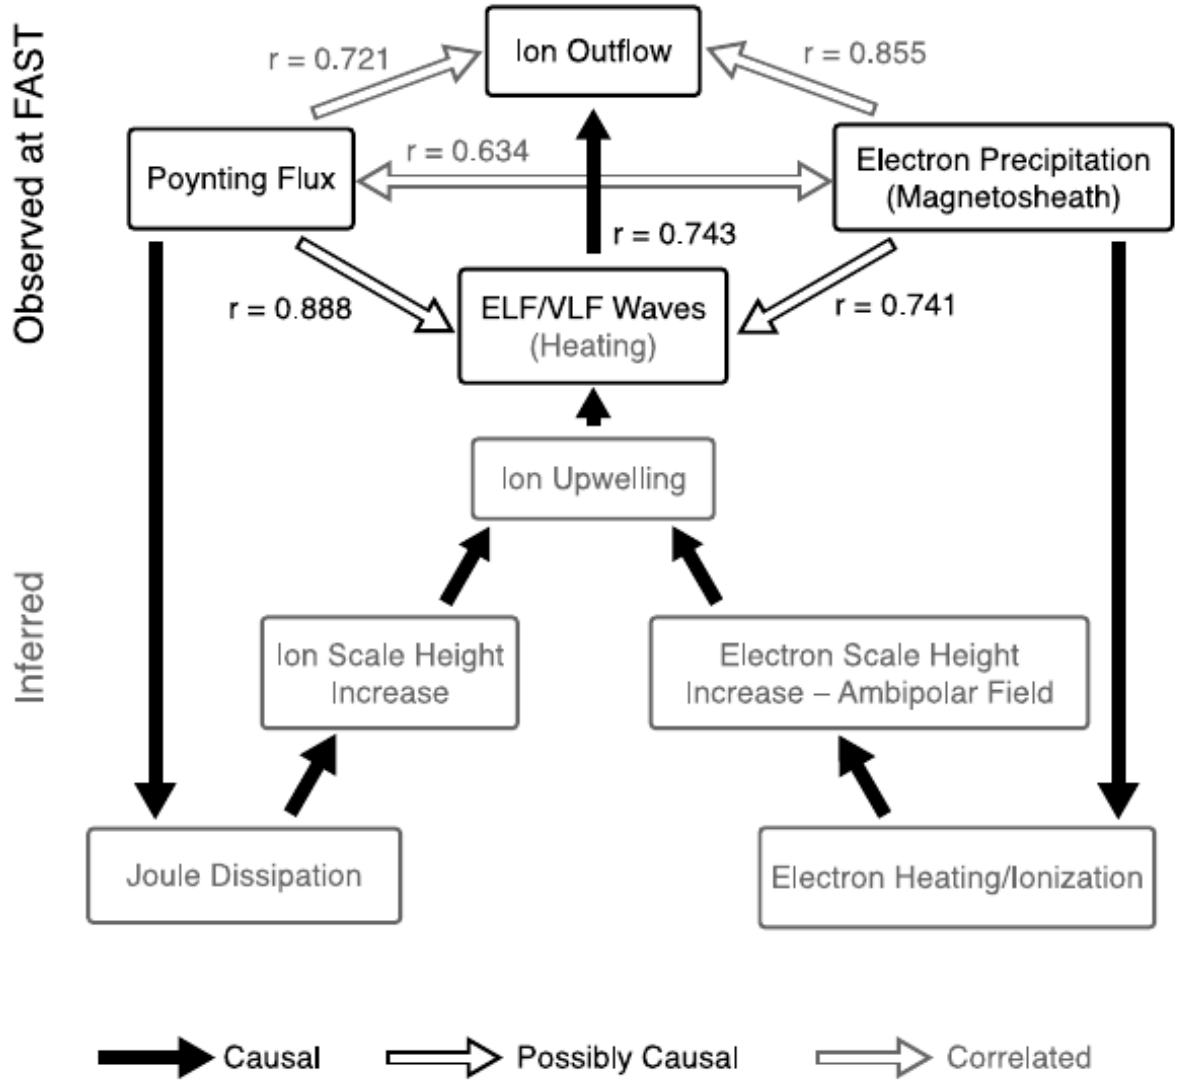 Observed at FAST
Ion Outflow
r = 0.721
r = 0.855
Poynting Flux
r = 0.634
Electron Precipitation
(Magnetosheath)
r = 0.743
r = 0.888
ELF/VLF Waves
(Heating)
r = 0.741
Ion Upwelling
Inferred
Ion Scale Height
Increase
Electron Scale Height
Increase – Ambipolar Field
Joule Dissipation
Electron Heating/Ionization
Causal
Possibly Causal
Correlated